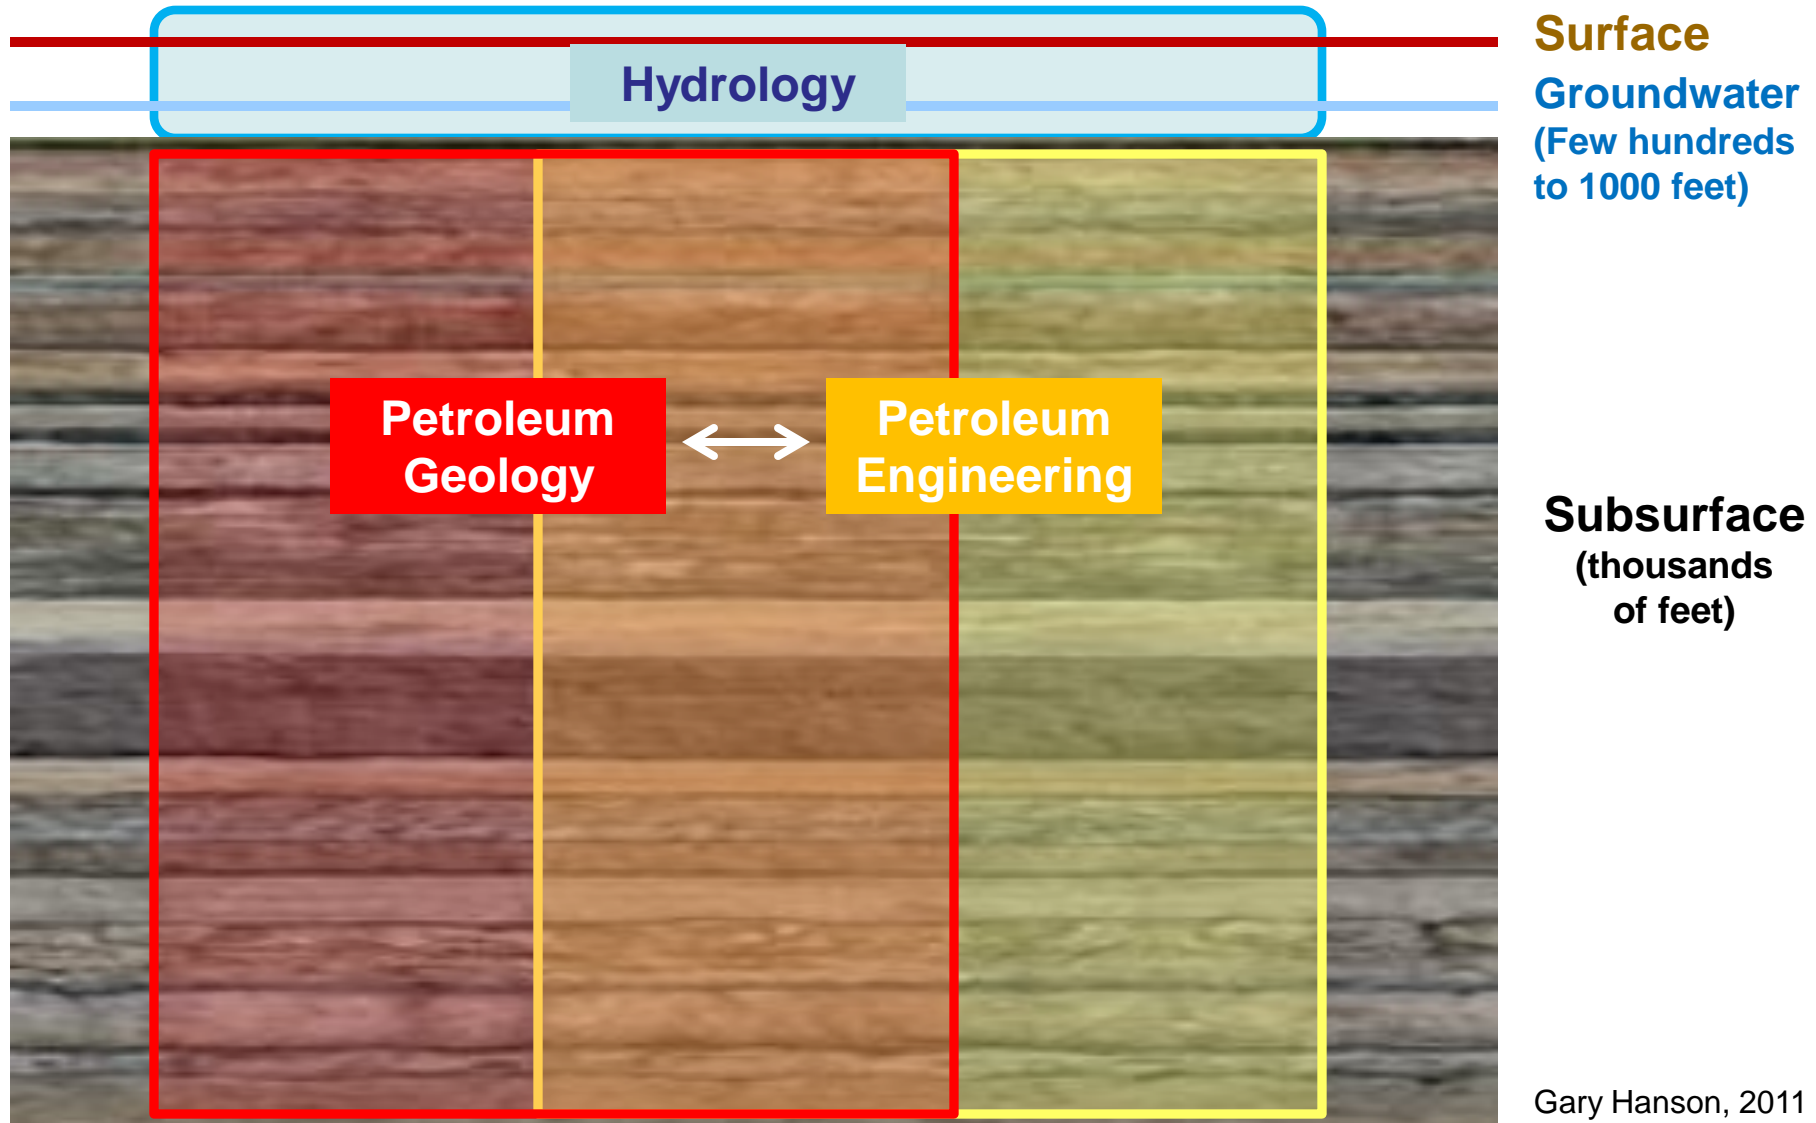 Surface
Hydrology
Groundwater
(Few hundreds
to 1000 feet)
Petroleum
Geology
Petroleum
Engineering
Subsurface
(thousands
of feet)
Gary Hanson, 2011